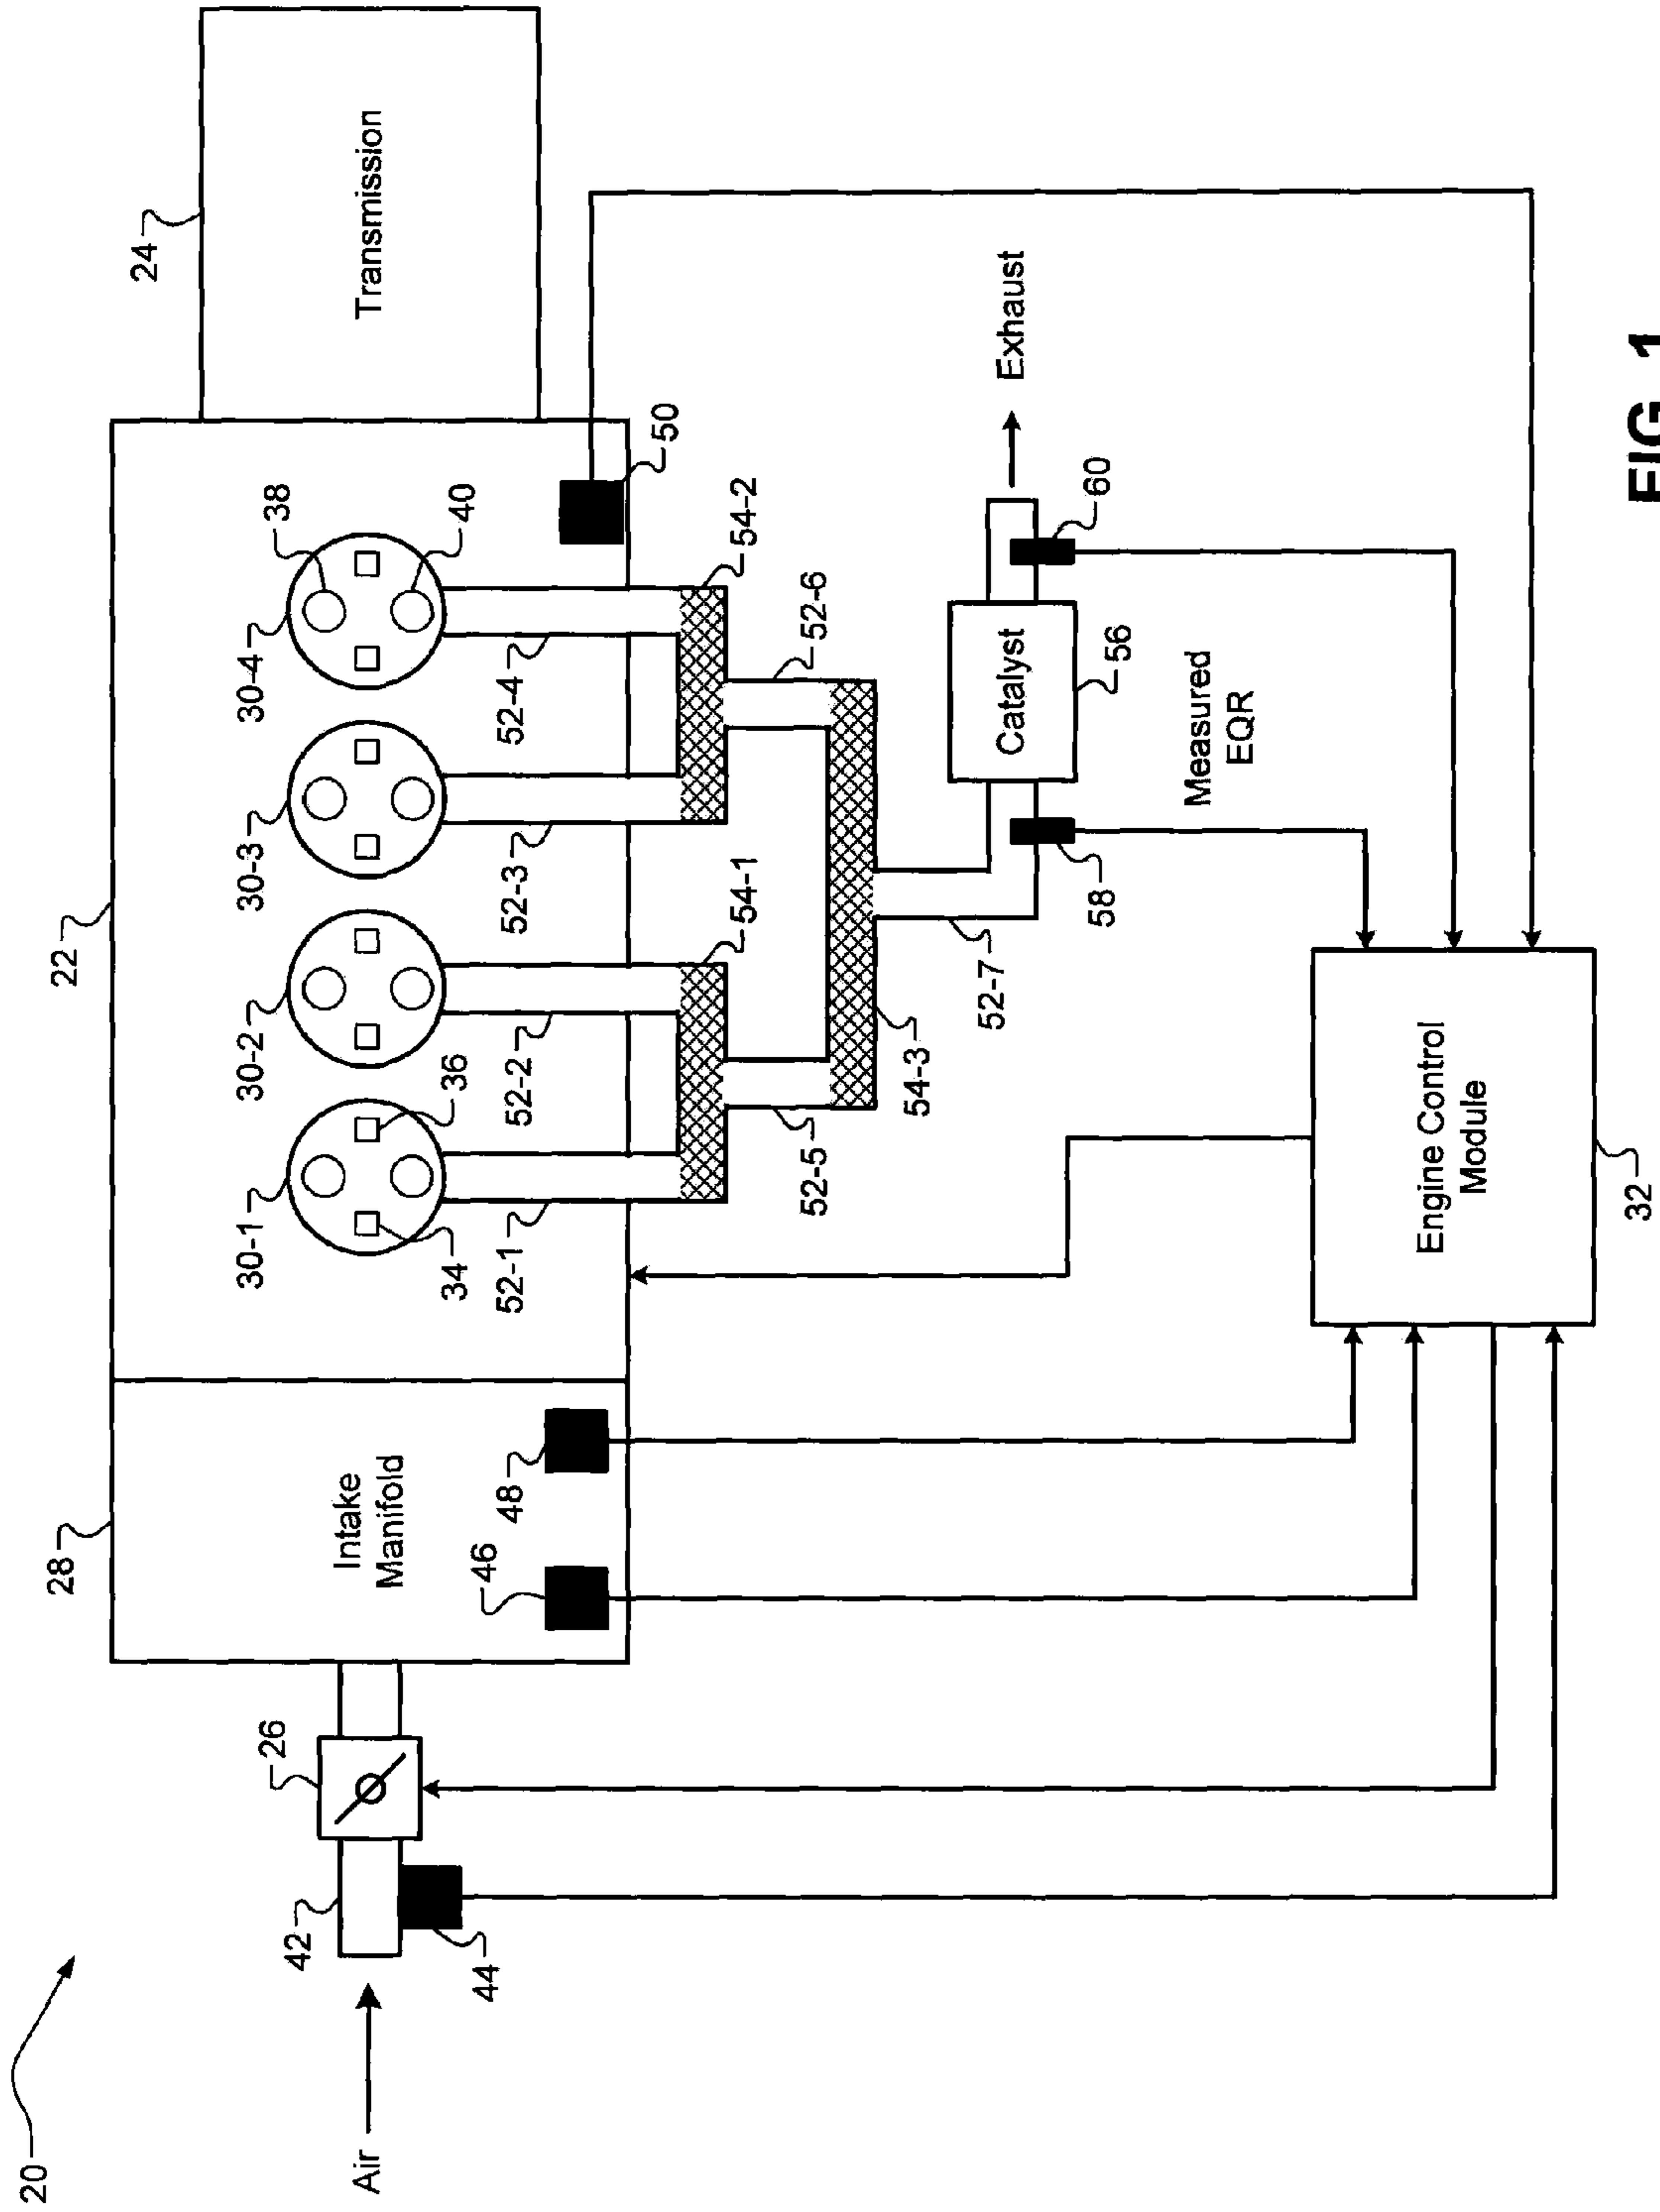 20
22
24
Transmission
28
Intake
Manifold
30-1
30-2
30-3
30-4
38
40
34
36
26
42
44
Air
46
48
50
52-1
52-2
52-3
52-4
54-1
54-2
52-5
52-6
54-3
52-7
Catalyst
56
58
60
Exhaust
Measured
EQR
Engine Control
Module
32
FIG. 1